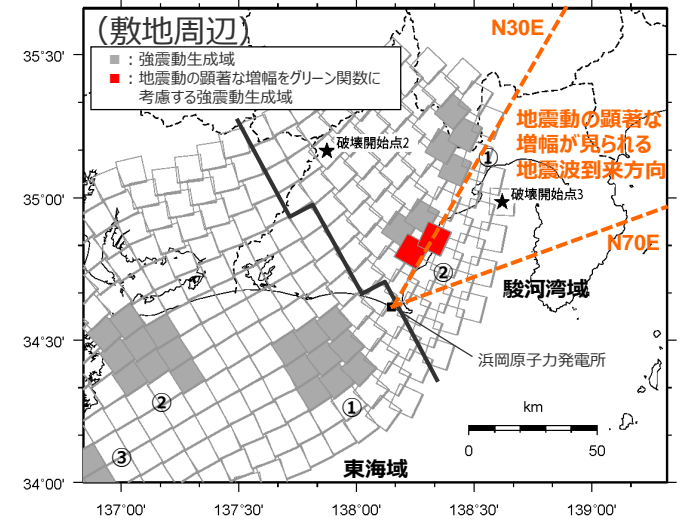 (敷地周辺)
:強震動生成域
:地震動の顕著な増幅をグリーン関数に
考慮する強震動生成域
N30E
地震動の顕著な
増幅が見られる
地震波到来方向
破壊開始点2
①
破壊開始点3
N70E
②
駿河湾域
浜岡原子力発電所
②
①
③
東海域
km
0 50
35°30'
35°00'
34°30'
34°00'
137°00' 137°30' 138°00' 138°30' 139°00'